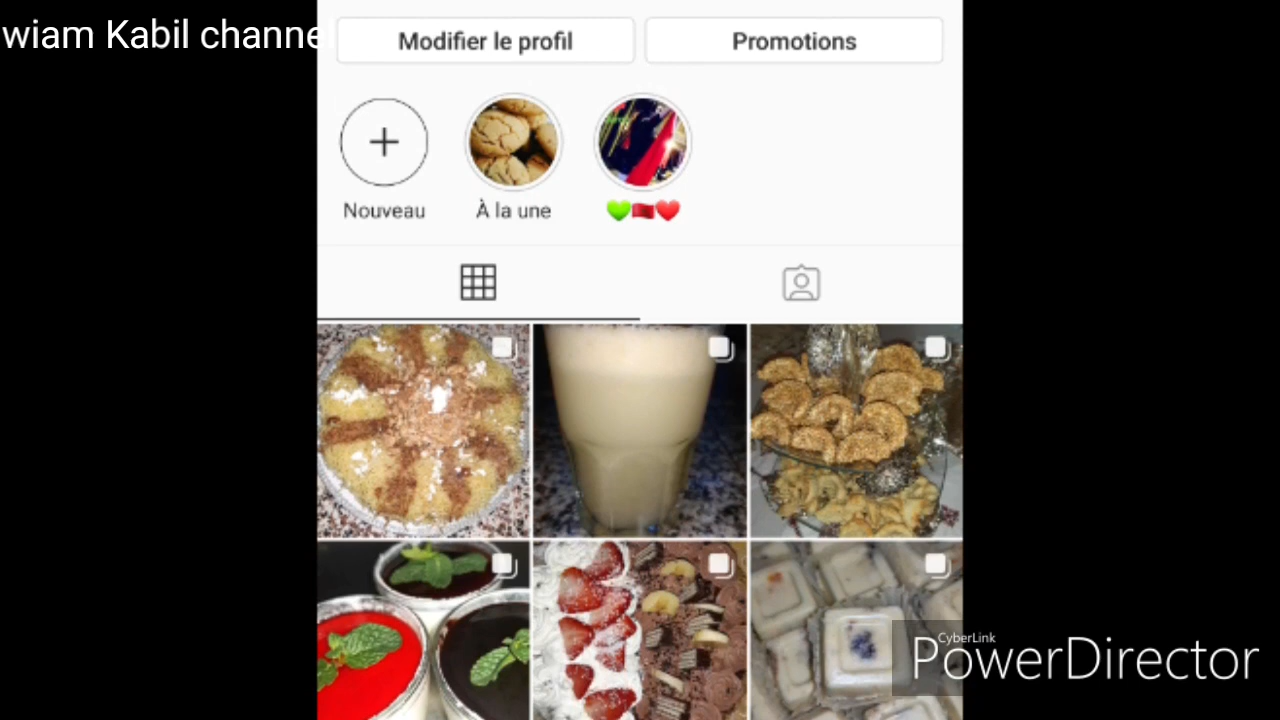 wiam Kabil channel
Modifier le profil
Promotions
Nouveau
À la une
CyberLink
PowerDirector